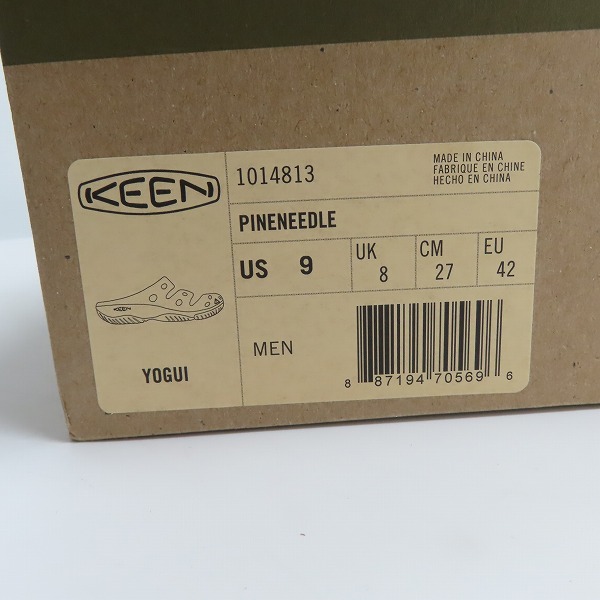 KEEN
1014813
MADE IN CHINA
FABRIQUE EN CHINE
HECHO EN CHINA
PINENEEDLE
US 9
UK 8
CM 27
EU 42
KEEN
YOGUI
MEN
8 87194 70569 6